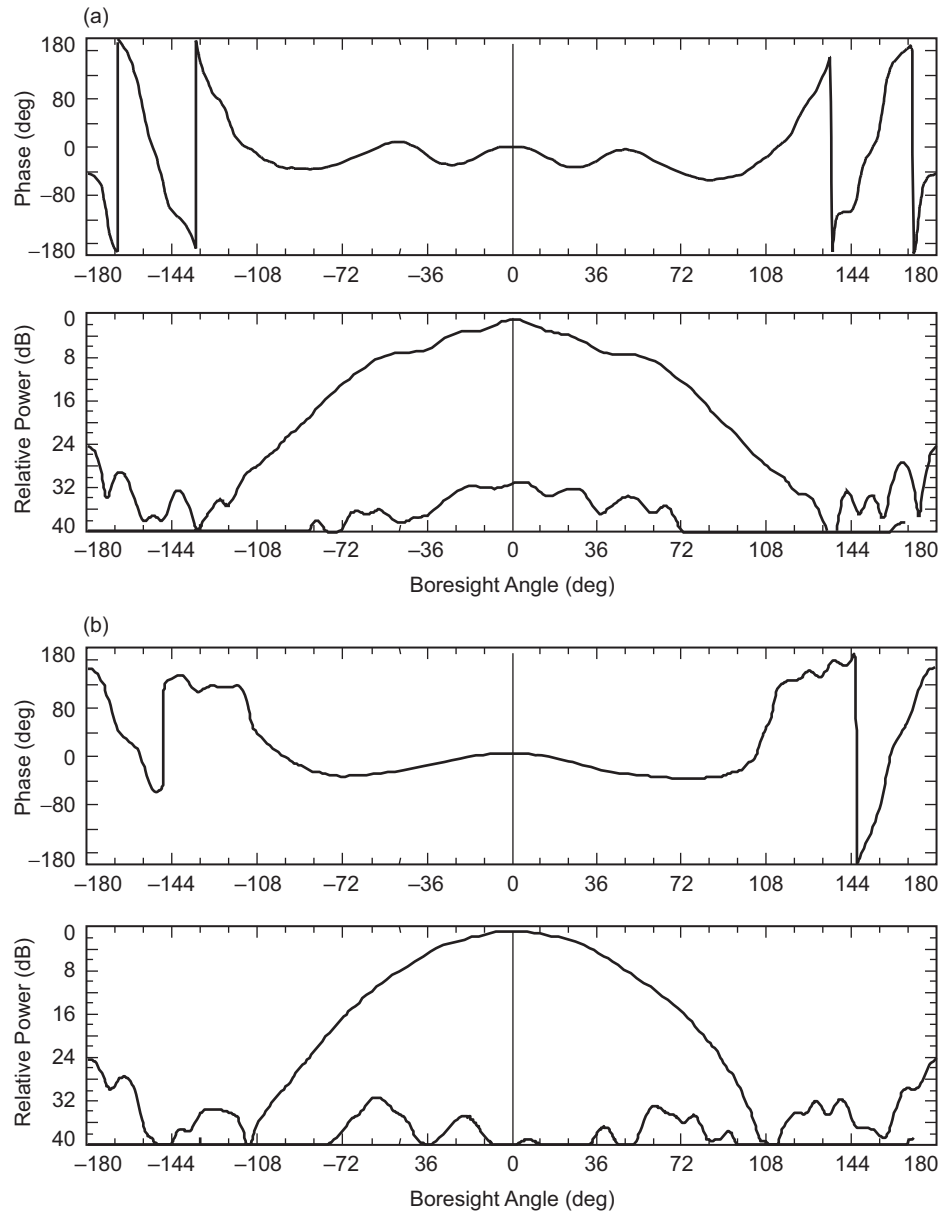 (a)
180
80
0
–80
–180
Phase (deg)
–180 –144 –108 –72 –36 0 36 72 108 144 180
0
8
16
24
32
40
Relative Power (dB)
–180 –144 –108 –72 –36 0 36 72 108 144 180
Boresight Angle (deg)
(b)
180
80
0
–80
–180
Phase (deg)
–180 –144 –108 –72 –36 0 36 72 108 144 180
0
8
16
24
32
40
Relative Power (dB)
–180 –144 –108 –72 –36 0 36 72 108 144 180
Boresight Angle (deg)